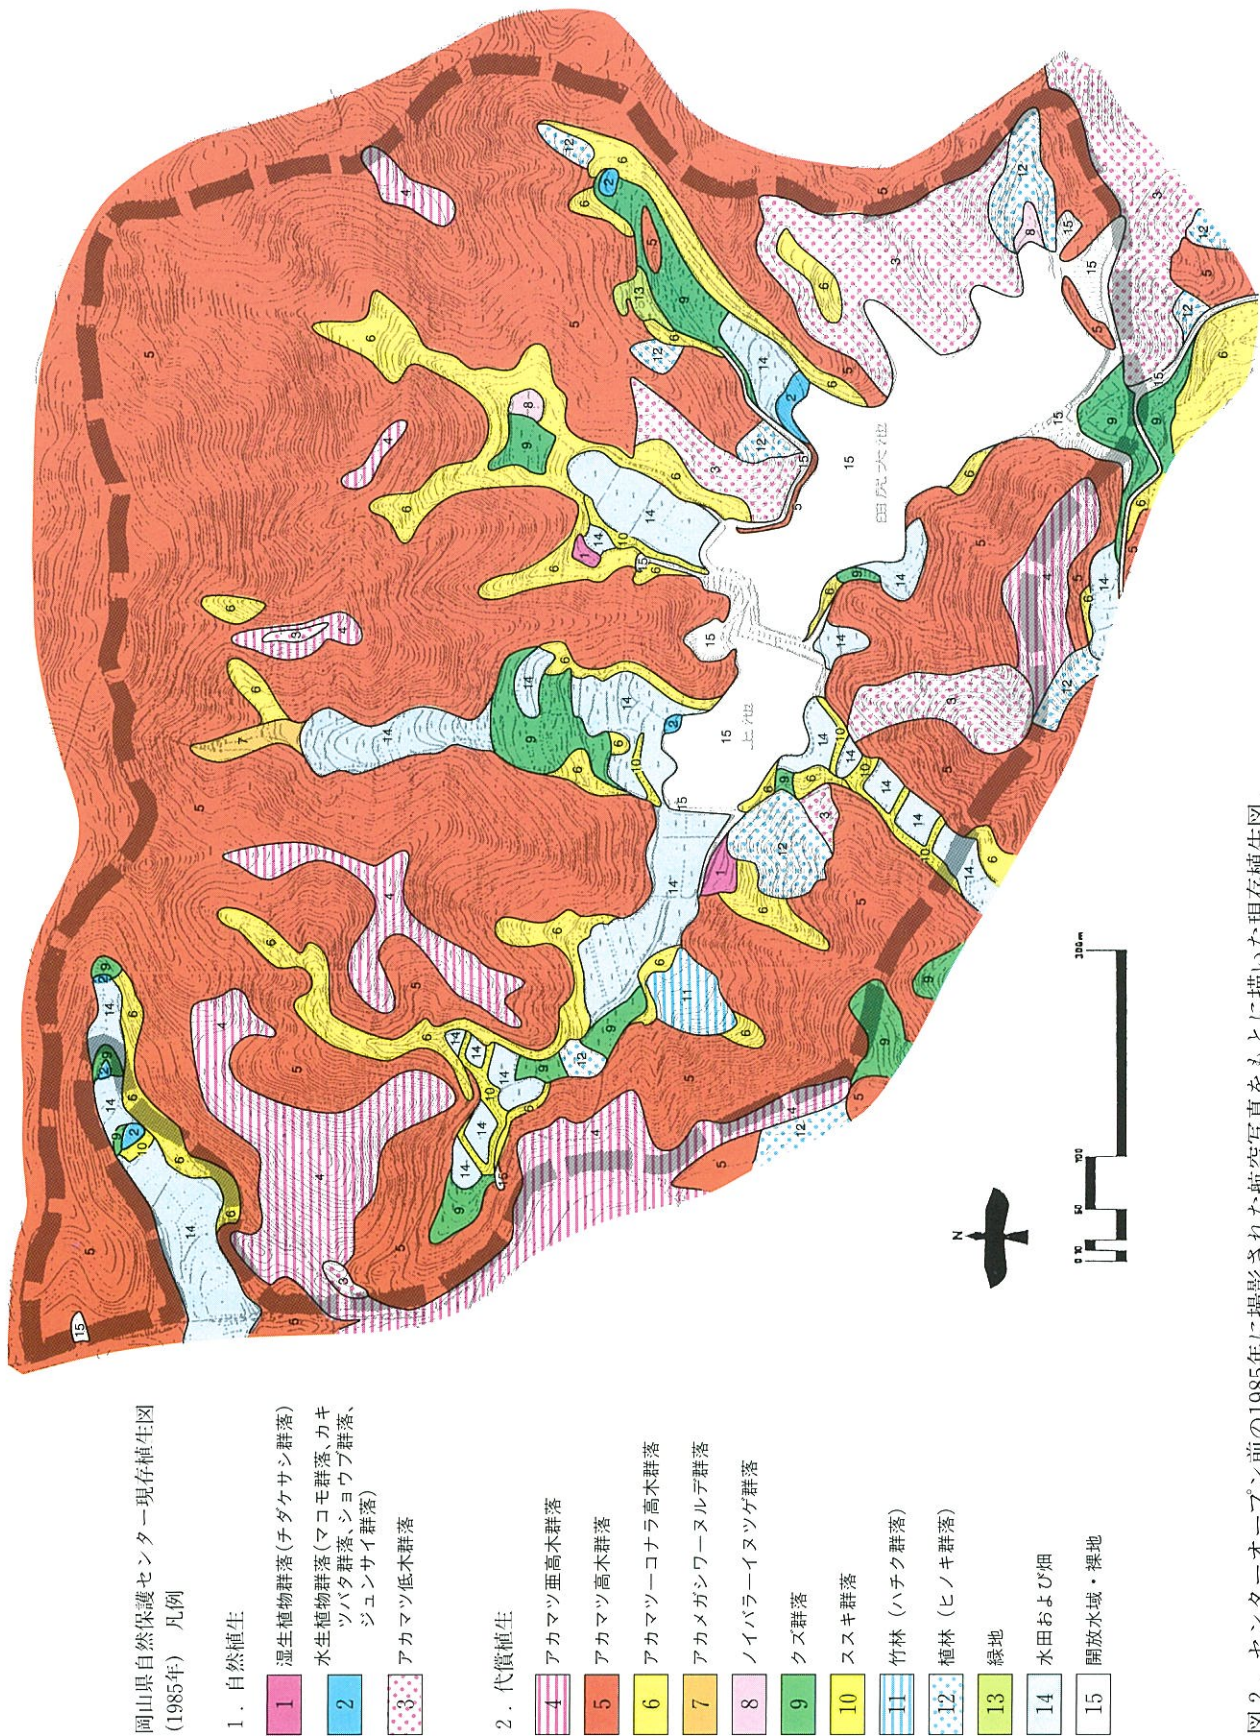 岡山県自然保護センター現存植生図
(1985年) 凡例
1. 自然植生
1 湿生植物群落(チダケサシ群落)
2 水生植物群落(マコモ群落、カキ
ツバタ群落、ショウブ群落、
ジュンサイ群落)
3 アカマツ低木群落
2. 代償植生
4 アカマツ亜高木群落
5 アカマツ高木群落
6 アカマツーコナラ高木群落
7 アカメガシワーヌルデ群落
8 ノイバラーイヌツゲ群落
9 クズ群落
10 ススキ群落
11 竹林(ハチク群落)
12 植林(ヒノキ群落)
13 緑地
14 水田および畑
15 開放水域・裸地
N
0 10
50
100
300m
15
上池
15
田尻大池
図2 センターオープン前の1985年に撮影された航空写真をもとに描いた現存植生図